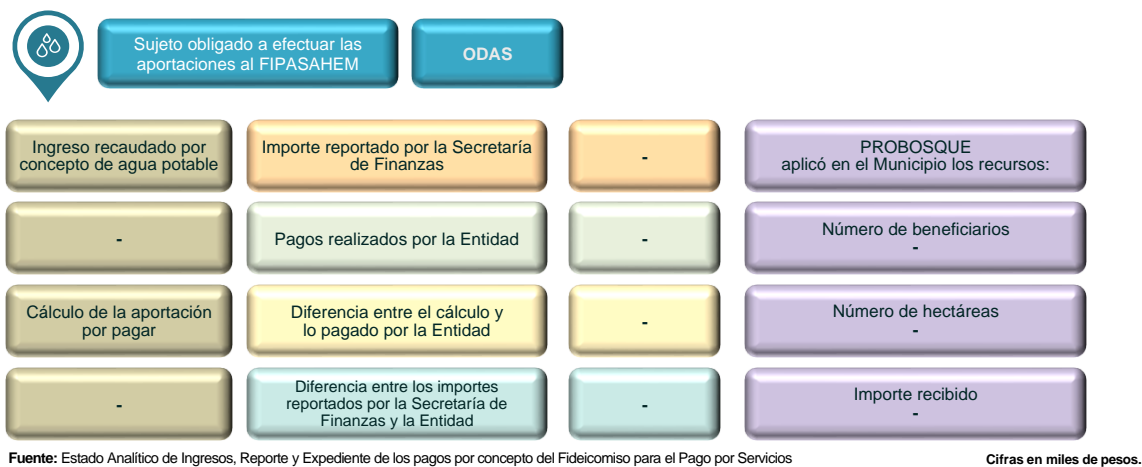 Sujeto obligado a efectuar las
aportaciones al FIPASAHEM
ODAS
Ingreso recaudado por
concepto de agua potable
Importe reportado por la Secretaría
de Finanzas
-
PROBOSQUE
aplicó en el Municipio los recursos:
-
Pagos realizados por la Entidad
-
Número de beneficiarios
-
Cálculo de la aportación
por pagar
Diferencia entre el cálculo y
lo pagado por la Entidad
-
Número de hectáreas
-
-
Diferencia entre los importes
reportados por la Secretaría de
Finanzas y la Entidad
-
Importe recibido
-
Fuente: Estado Analítico de Ingresos, Reporte y Expediente de los pagos por concepto del Fideicomiso para el Pago por Servicios
Cifras en miles de pesos.